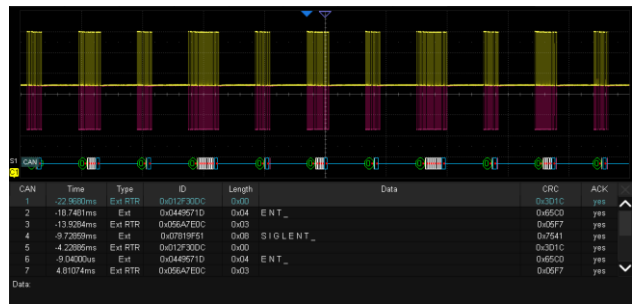 S1 CAN
C1
CAN Time Type ID Length Data CRC ACK
1 -22.9680ms Ext RTR 0x012F30DC 0x00 0x3D1C yes
2 -18.7481ms Ext 0x0449571D 0x04 E N T _ 0x65C0 yes
3 -13.9284ms Ext RTR 0x056A7E0C 0x03 0x05F7 yes
4 -9.72859ms Ext 0x07819F51 0x08 S I G L E N T _ 0x7541 yes
5 -4.22885ms Ext RTR 0x012F30DC 0x00 0x3D1C yes
6 -9.04000us Ext 0x0449571D 0x04 E N T _ 0x65C0 yes
7 4.81074ms Ext RTR 0x056A7E0C 0x03 0x05F7 yes
Data: